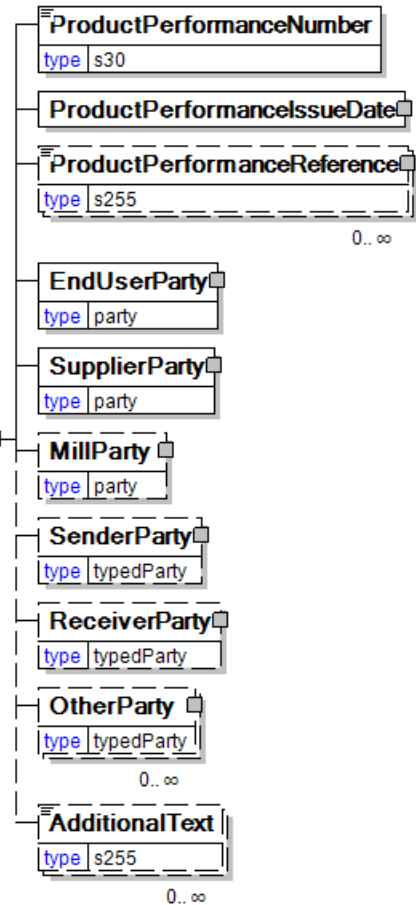 ProductPerformanceNumber
type s30
ProductPerformanceIssueDate
ProductPerformanceReference
type s255
0.. ∞
EndUserParty
type party
SupplierParty
type party
MillParty
type party
SenderParty
type typedParty
ReceiverParty
type typedParty
OtherParty
type typedParty
0.. ∞
AdditionalText
type s255
0.. ∞